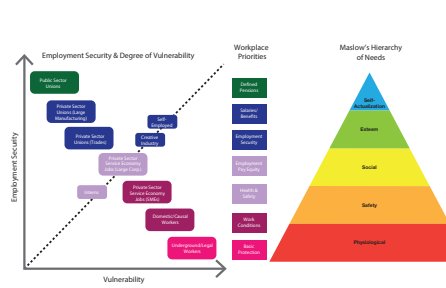 Employment Security & Degree of Vulnerability
Employment Security
Vulnerability
Public Sector
Unions
Private Sector
Unions (Large
Manufacturing)
Private Sector
Unions (Trades)
Self-
Employed
Creative
Industry
Private Sector
Service Economy
Jobs (Large Corp.)
Interns
Private Sector
Service Economy
Jobs (SMEs)
Domestic/Causal
Workers
Underground/Legal
Workers
Workplace
Priorities
Defined
Pensions
Salaries/
Benefits
Employment
Security
Employment
Pay Equity
Health &
Safety
Work
Conditions
Basic
Protection
Maslow's Hierarchy
of Needs
Self-
Actualization
Esteem
Social
Safety
Physiological